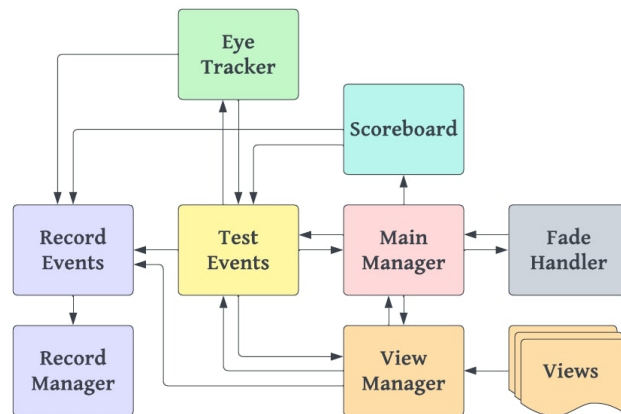 Eye
Tracker
Scoreboard
Record
Events
Test
Events
Main
Manager
Fade
Handler
Record
Manager
View
Manager
Views